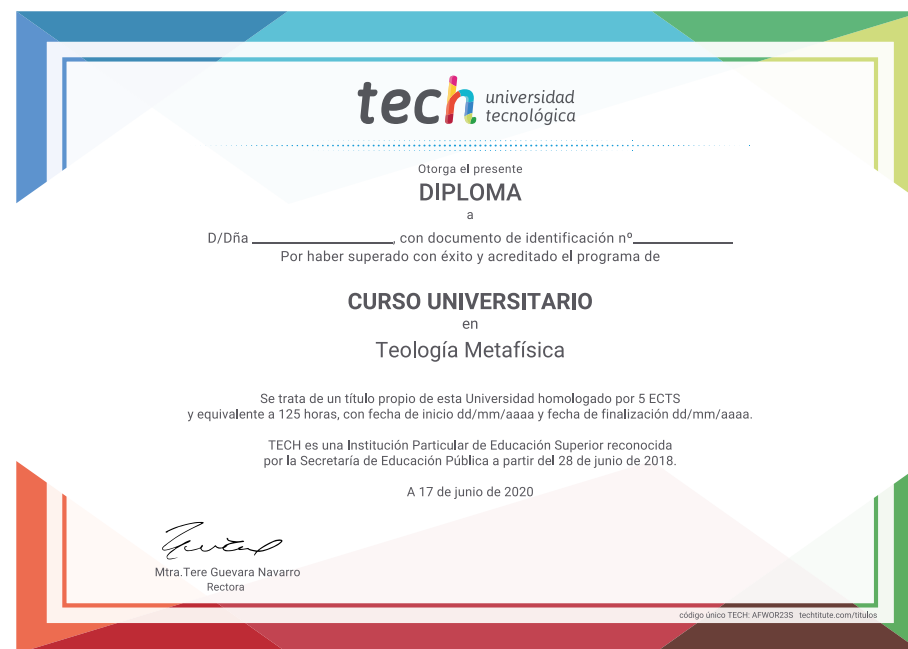 tech universidad
tecnológica
Otorga el presente
DIPLOMA
a
D/Dña ____________________, con documento de identificación nº______________
Por haber superado con éxito y acreditado el programa de
CURSO UNIVERSITARIO
en
Teología Metafísica
Se trata de un título propio de esta Universidad homologado por 5 ECTS
y equivalente a 125 horas, con fecha de inicio dd/mm/aaaa y fecha de finalización dd/mm/aaaa.
TECH es una Institución Particular de Educación Superior reconocida
por la Secretaría de Educación Pública a partir del 28 de junio de 2018.
A 17 de junio de 2020
Mtra.Tere Guevara Navarro
Rectora
código único TECH: AFWOR23S techtitute.com/titulos